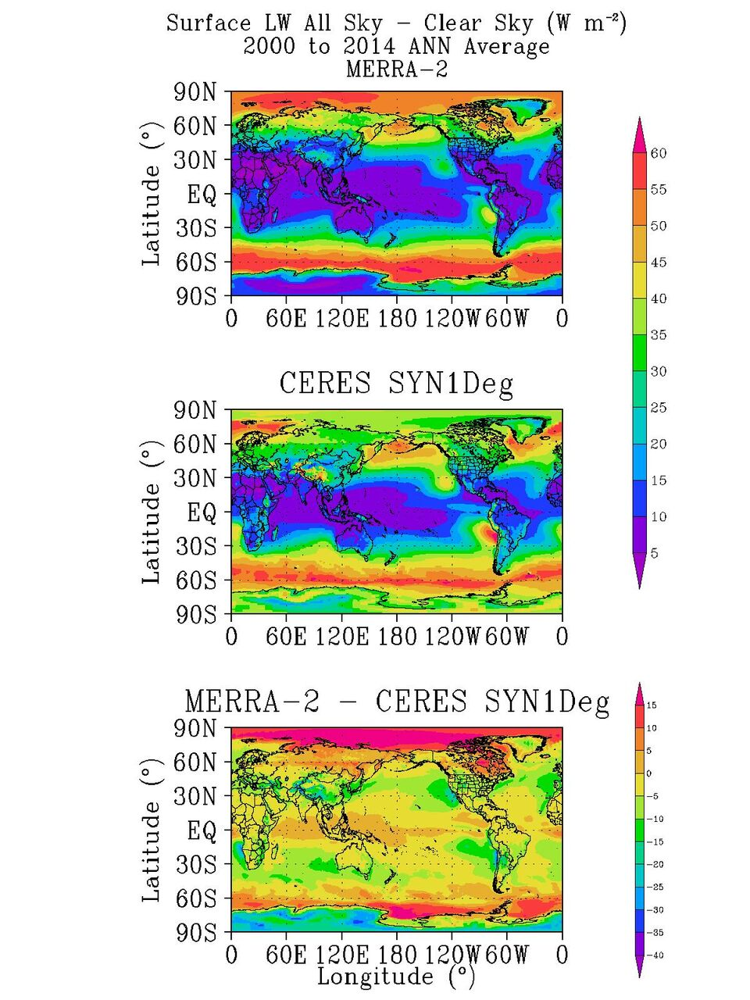 Surface LW All Sky − Clear Sky (W m⁻²)
2000 to 2014 ANN Average
MERRA−2
90N
60N
30N
EQ
30S
60S
90S
Latitude (°)
0 60E 120E 180 120W 60W 0
60
55
50
45
40
35
30
25
20
15
10
5
CERES SYN1Deg
90N
60N
30N
EQ
30S
60S
90S
Latitude (°)
0 60E 120E 180 120W 60W 0
MERRA−2 − CERES SYN1Deg
90N
60N
30N
EQ
30S
60S
90S
Latitude (°)
0 60E 120E 180 120W 60W 0
Longitude (°)
15
10
5
0
−5
−10
−15
−20
−25
−30
−35
−40